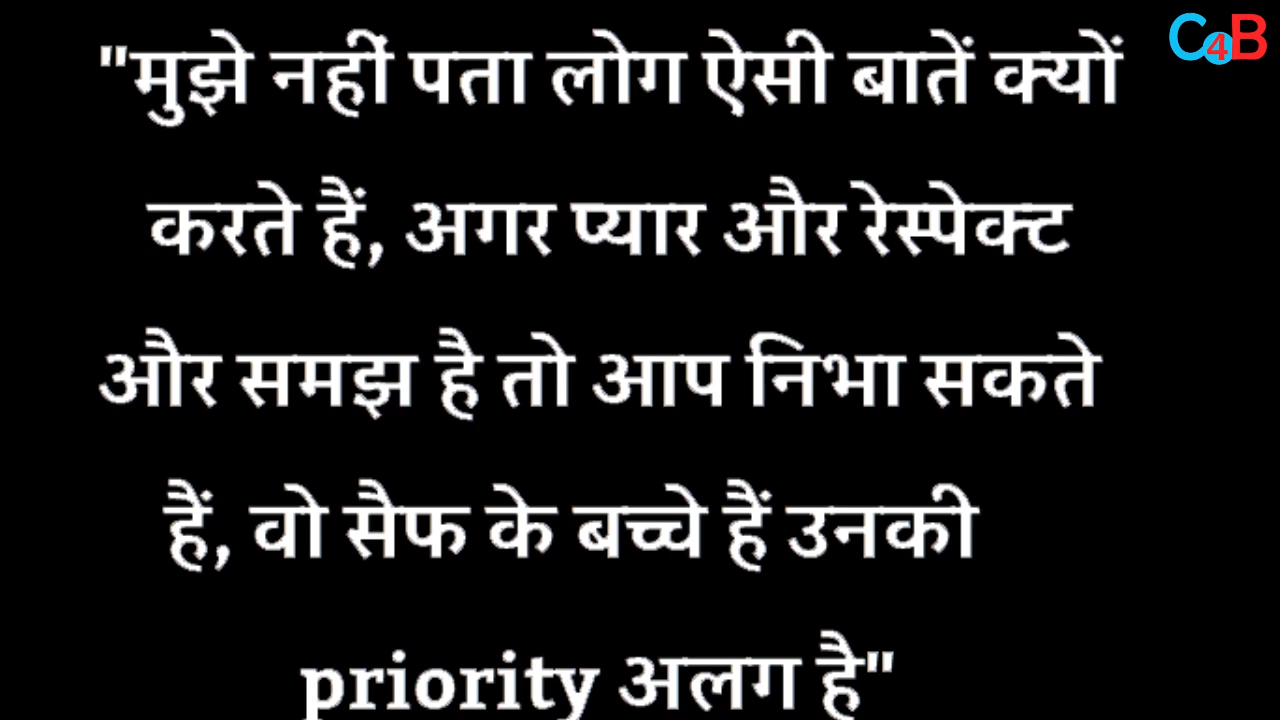 C4B
"मुझे नहीं पता लोग ऐसी बातें क्यों
करते हैं, अगर प्यार और रेस्पेक्ट
और समझ है तो आप निभा सकते
हैं, वो सैफ के बच्चे हैं उनकी
priority अलग है"